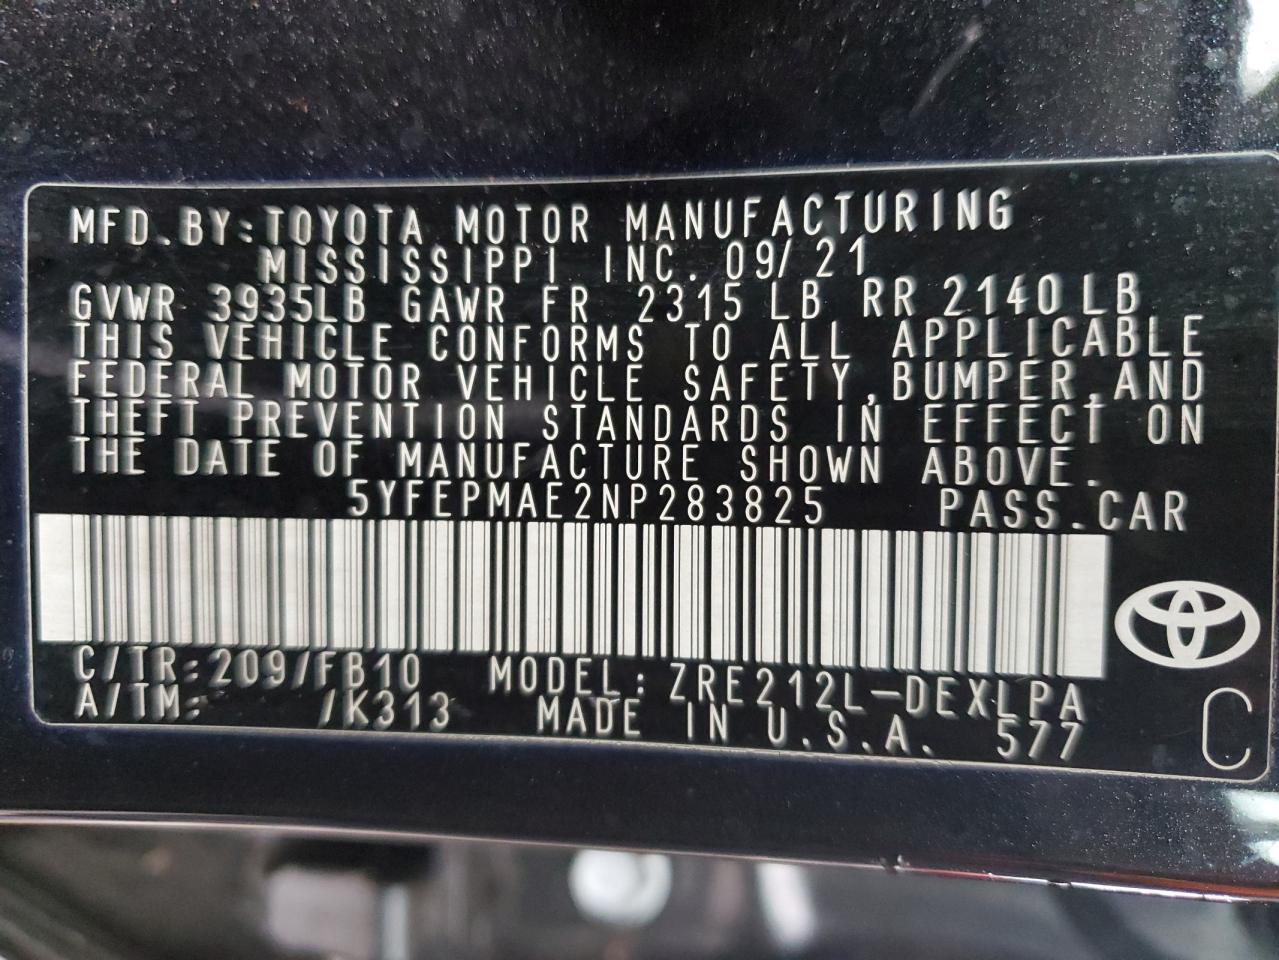 MFD.BY:TOYOTA MOTOR MANUFACTURING
MISSISSIPPI INC. 09/21
GVWR 3935LB GAWR FR 2315 LB RR 2140 LB
THIS VEHICLE CONFORMS TO ALL APPLICABLE
FEDERAL MOTOR VEHICLE SAFETY,BUMPER,AND
THEFT PREVENTION STANDARDS IN EFFECT ON
THE DATE OF MANUFACTURE SHOWN ABOVE.
5YFEPMAE2NP283825 PASS.CAR
C/TR:209/FB10 MODEL:ZRE212L-DEXLPA
A/TM: /K313 MADE IN U.S.A. 577
C